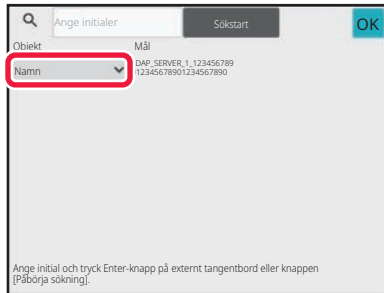 Ange initialer
Sökstart
OK
Objekt
Mål
Namn
DAP_SERVER_1_123456789
12345678901234567890
Ange initial och tryck Enter-knapp på externt tangentbord eller knappen
[Påbörja sökning].